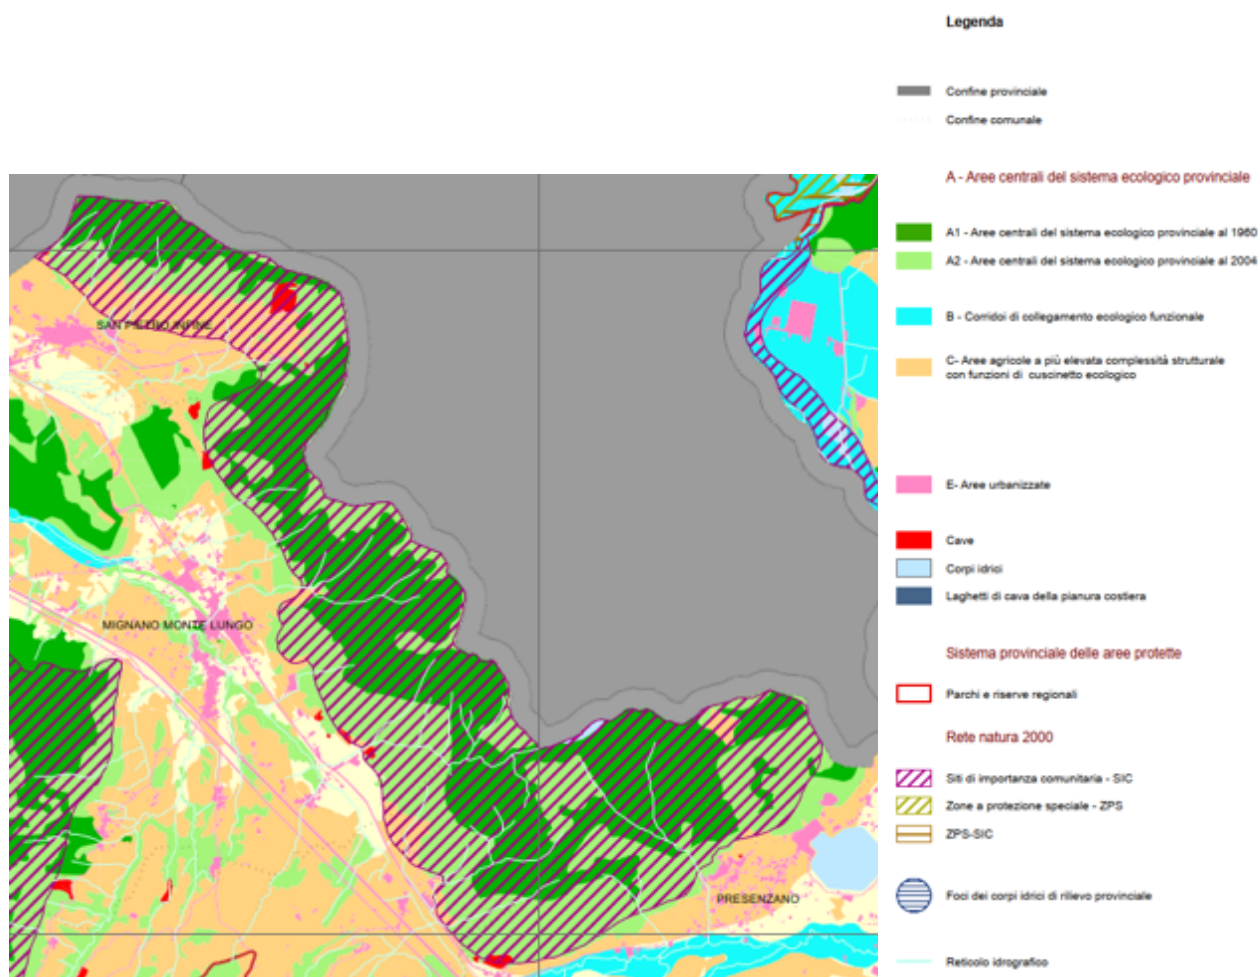 Legenda
Confine provinciale
Confine comunale
A - Aree centrali del sistema ecologico provinciale
A1 - Aree centrali del sistema ecologico provinciale al 1960
A2 - Aree centrali del sistema ecologico provinciale al 2004
B - Corridoi di collegamento ecologico funzionale
C- Aree agricole a più elevata complessità strutturale
con funzioni di cuscinetto ecologico
E- Aree urbanizzate
Cave
Corpi idrici
Laghetti di cava della pianura costiera
Sistema provinciale delle aree protette
Parchi e riserve regionali
Rete natura 2000
Siti di importanza comunitaria - SIC
Zone a protezione speciale - ZPS
ZPS-SIC
Foci dei corpi idrici di rilievo provinciale
Reticolo idrografico
SAN PIETRO INFINE
MIGNANO MONTE LUNGO
PRESENZANO